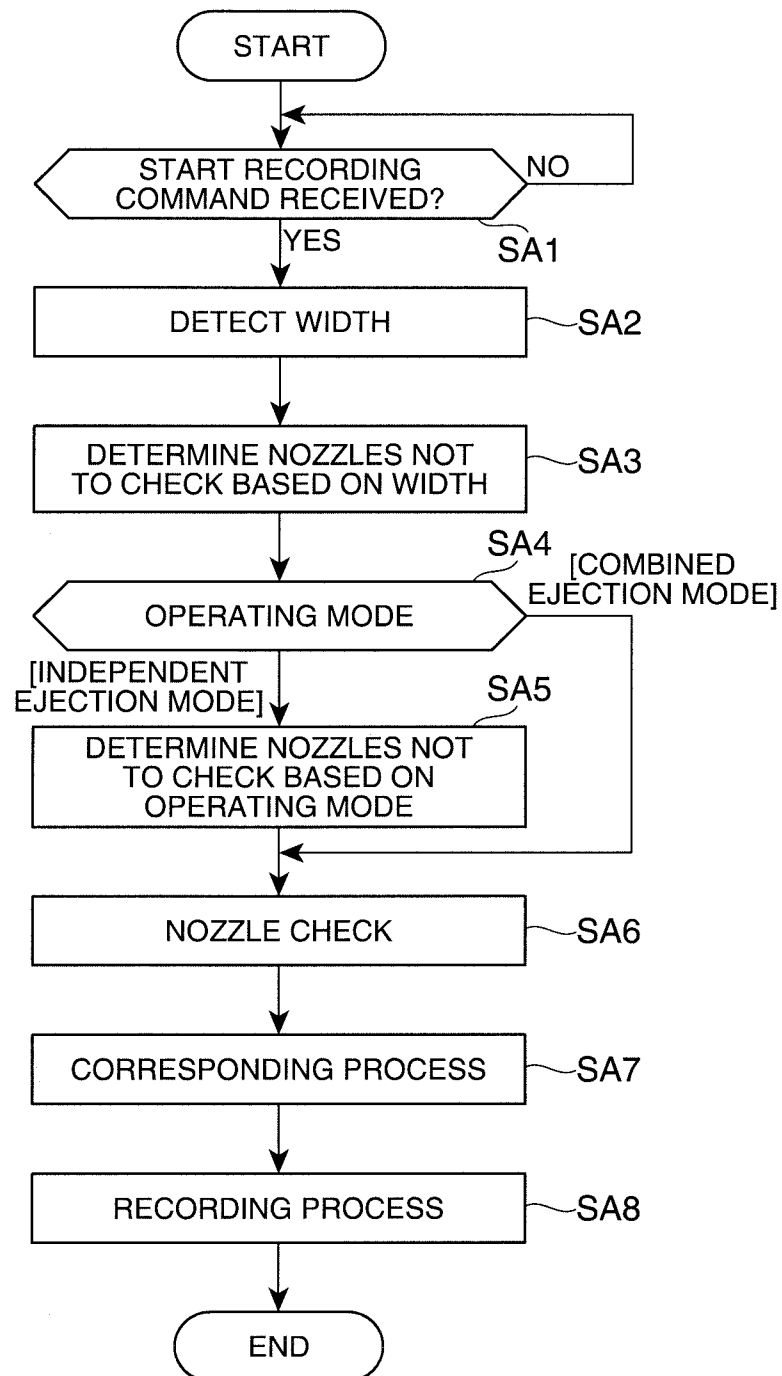 START
START RECORDING
COMMAND RECEIVED?
NO
SA1
YES
DETECT WIDTH
SA2
DETERMINE NOZZLES NOT
TO CHECK BASED ON WIDTH
SA3
SA4
[COMBINED
EJECTION MODE]
OPERATING MODE
[INDEPENDENT
EJECTION MODE]
SA5
DETERMINE NOZZLES NOT
TO CHECK BASED ON
OPERATING MODE
NOZZLE CHECK
SA6
CORRESPONDING PROCESS
SA7
RECORDING PROCESS
SA8
END